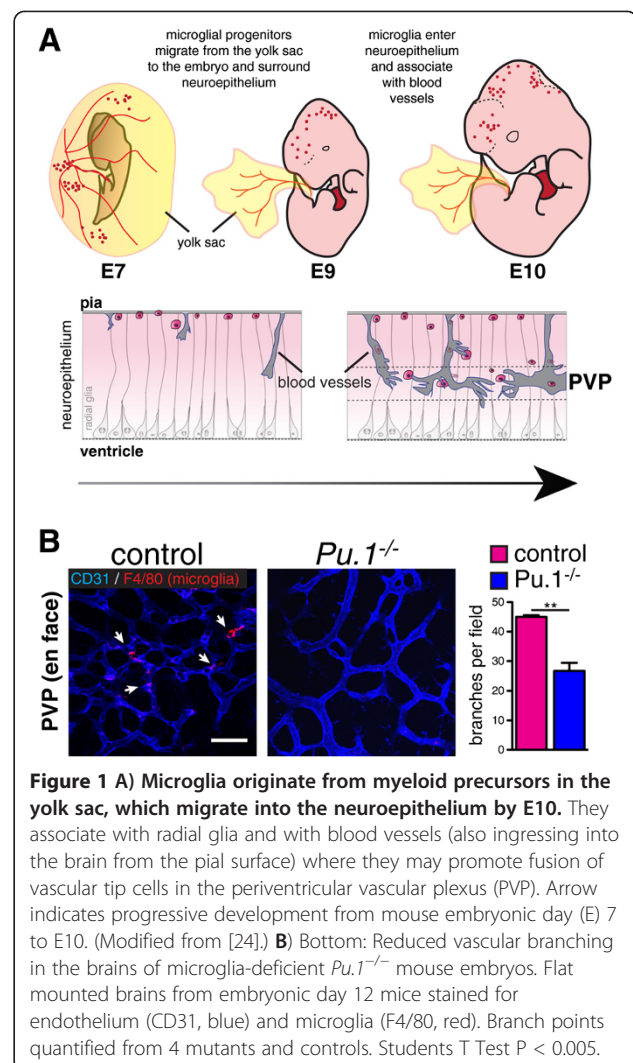 A
microglial progenitors
migrate from the yolk sac
to the embryo and surround
neuroepithelium
microglia enter
neuroepithelium
and associate
with blood
vessels
yolk sac
E7
E9
E10
pia
neuroepithelium
radial glia
blood vessels
PVP
ventricle
B
control
Pu.1-/-
CD31 / F4/80 (microglia)
PVP (en face)
control
Pu.1-/-
**
branches per field
50
40
30
20
10
0
Figure 1 A) Microglia originate from myeloid precursors in the
yolk sac, which migrate into the neuroepithelium by E10. They
associate with radial glia and with blood vessels (also ingressing into
the brain from the pial surface) where they may promote fusion of
vascular tip cells in the periventricular vascular plexus (PVP). Arrow
indicates progressive development from mouse embryonic day (E) 7
to E10. (Modified from [24].) B) Bottom: Reduced vascular branching
in the brains of microglia-deficient Pu.1−/− mouse embryos. Flat
mounted brains from embryonic day 12 mice stained for
endothelium (CD31, blue) and microglia (F4/80, red). Branch points
quantified from 4 mutants and controls. Students T Test P < 0.005.